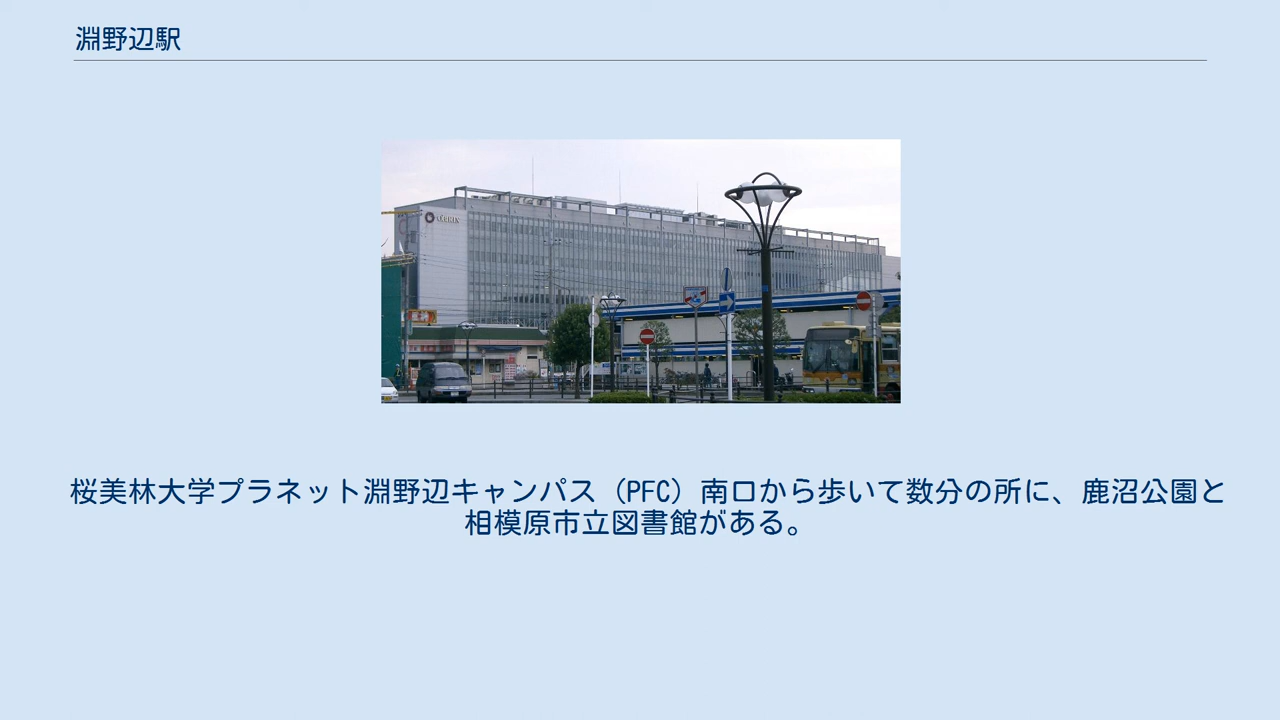 淵野辺駅
桜美林大学プラネット淵野辺キャンパス（PFC）南口から歩いて数分の所に、鹿沼公園と
相模原市立図書館がある。